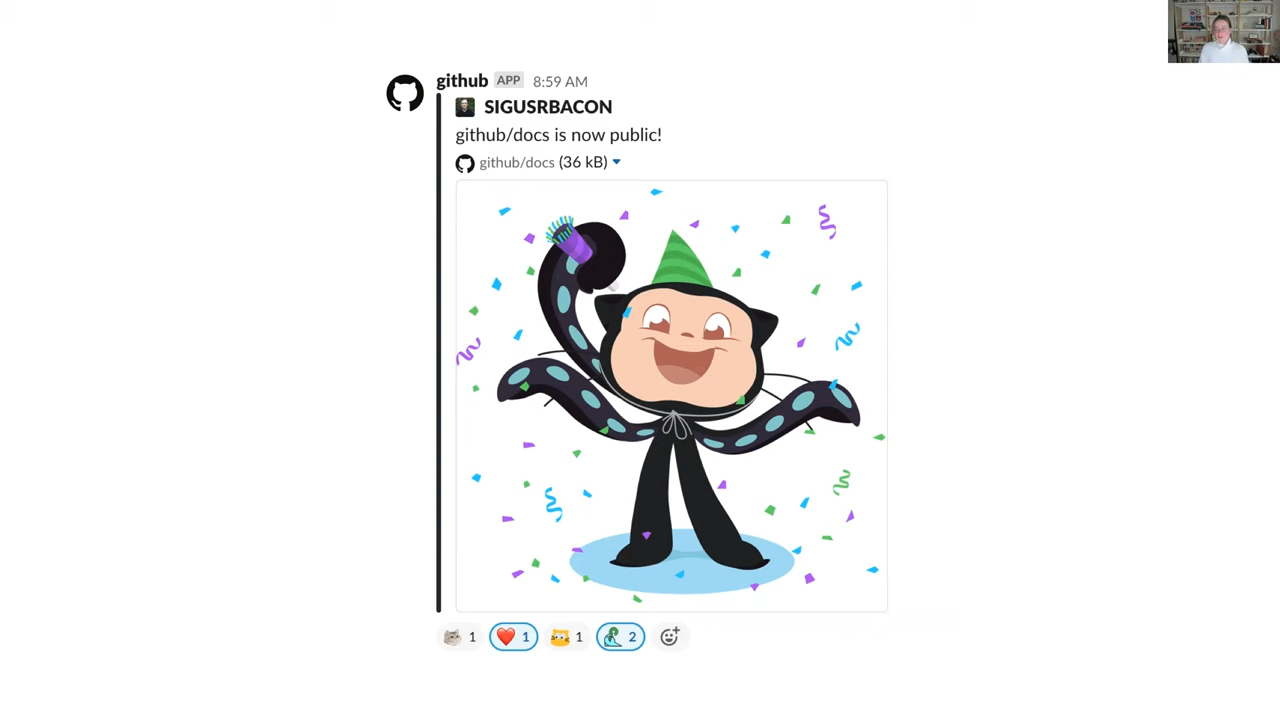 github APP 8:59 AM
SIGUSRBACON
github/docs is now public!
github/docs (36 kB)
1 1 1 2